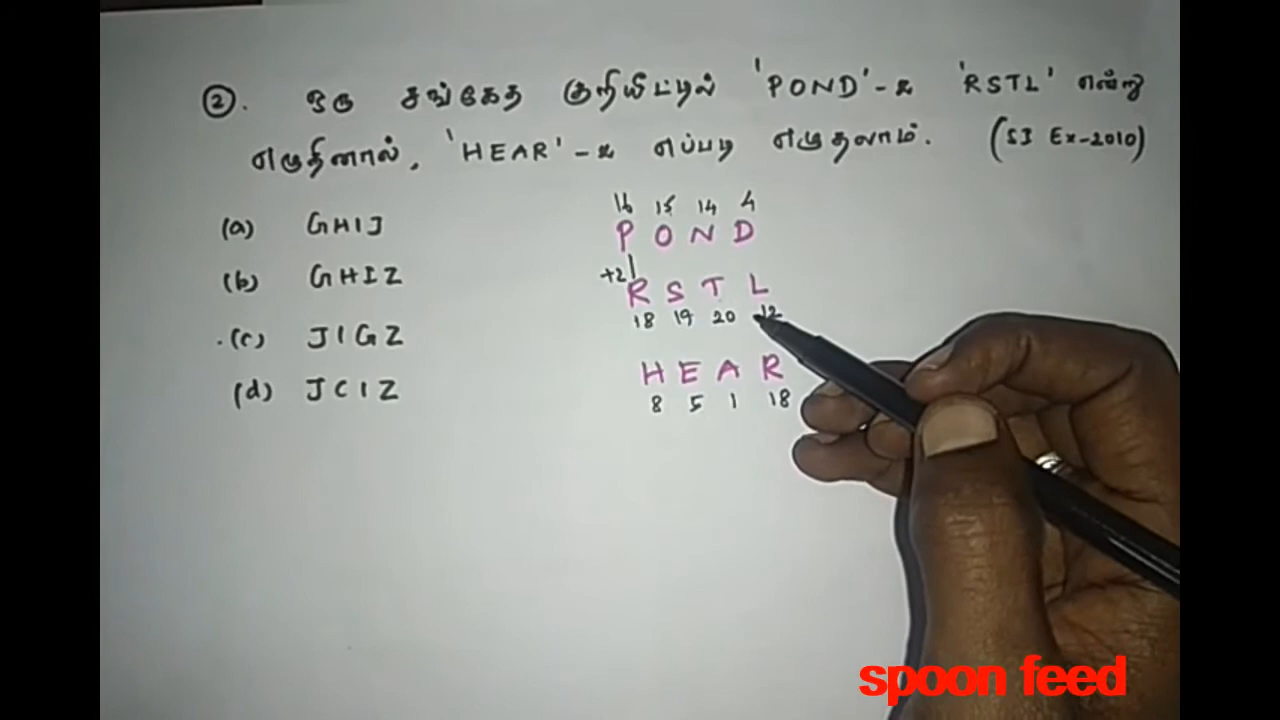 ②. ஒரு சங்கேத குறியீட்டில் 'POND'-ஐ 'RSTL' என்று
எழுதினால், 'HEAR'-ஐ எப்படி எழுதலாம். (SI Ex-2010)
(a) GHIJ
(b) GHIZ
(c) JIGZ
(d) JCIZ
16 15 14 4
P O N D
+2
R S T L
18 19 20 12
H E A R
8 5 1 18
spoon feed